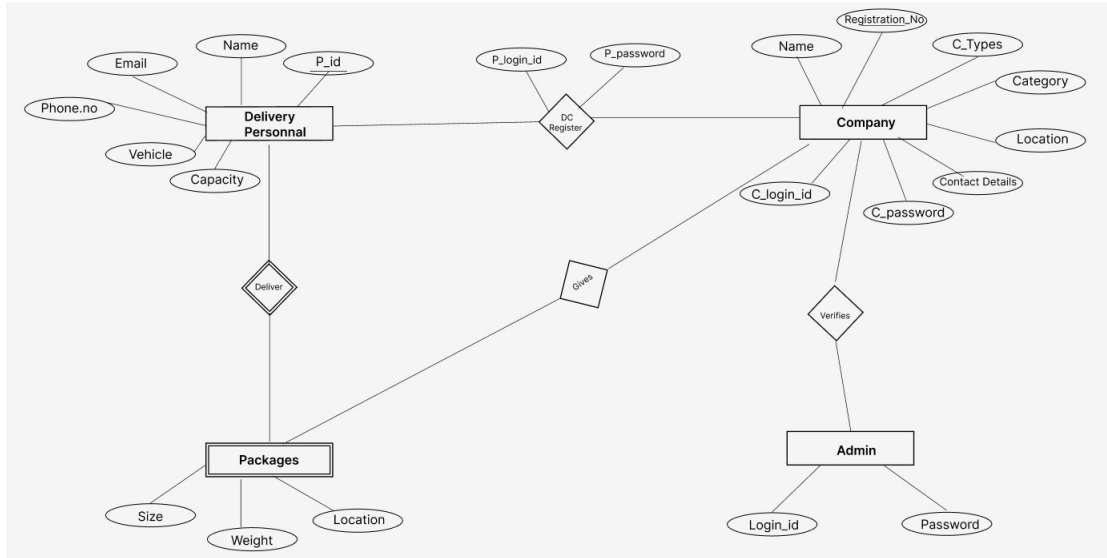 Registration_No
Name
P_id
Email
Phone.no
Delivery
Personnal
Vehicle
Capacity
P_login_id
P_password
DC
Register
Name
C_Types
Category
Company
Location
Contact Details
C_login_id
C_password
Deliver
Gives
Verifies
Packages
Size
Weight
Location
Admin
Login_id
Password